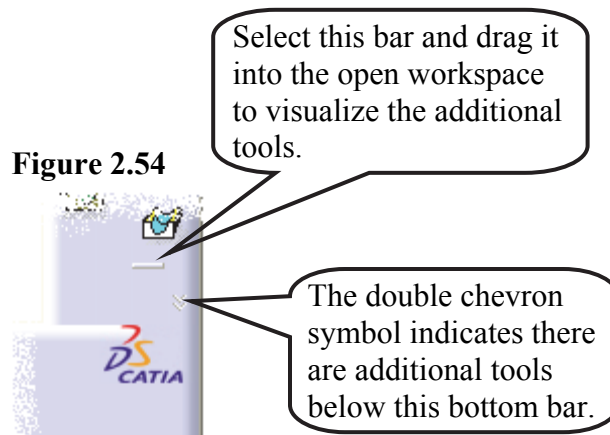 Select this bar and drag it
into the open workspace
to visualize the additional
tools.
Figure 2.54
The double chevron
symbol indicates there
are additional tools
below this bottom bar.
DS
CATIA